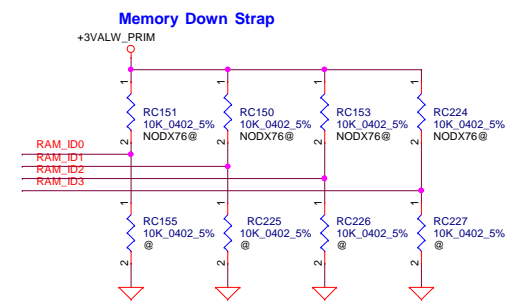 Memory Down Strap
+3VALW_PRIM
1
1
1
1
RC151
10K_0402_5%
NODX76@
RC150
10K_0402_5%
NODX76@
RC153
10K_0402_5%
NODX76@
RC224
10K_0402_5%
NODX76@
2
2
2
2
RAM_ID0
RAM_ID1
RAM_ID2
RAM_ID3
1
1
1
1
RC155
10K_0402_5%
@
RC225
10K_0402_5%
@
RC226
10K_0402_5%
@
RC227
10K_0402_5%
@
2
2
2
2